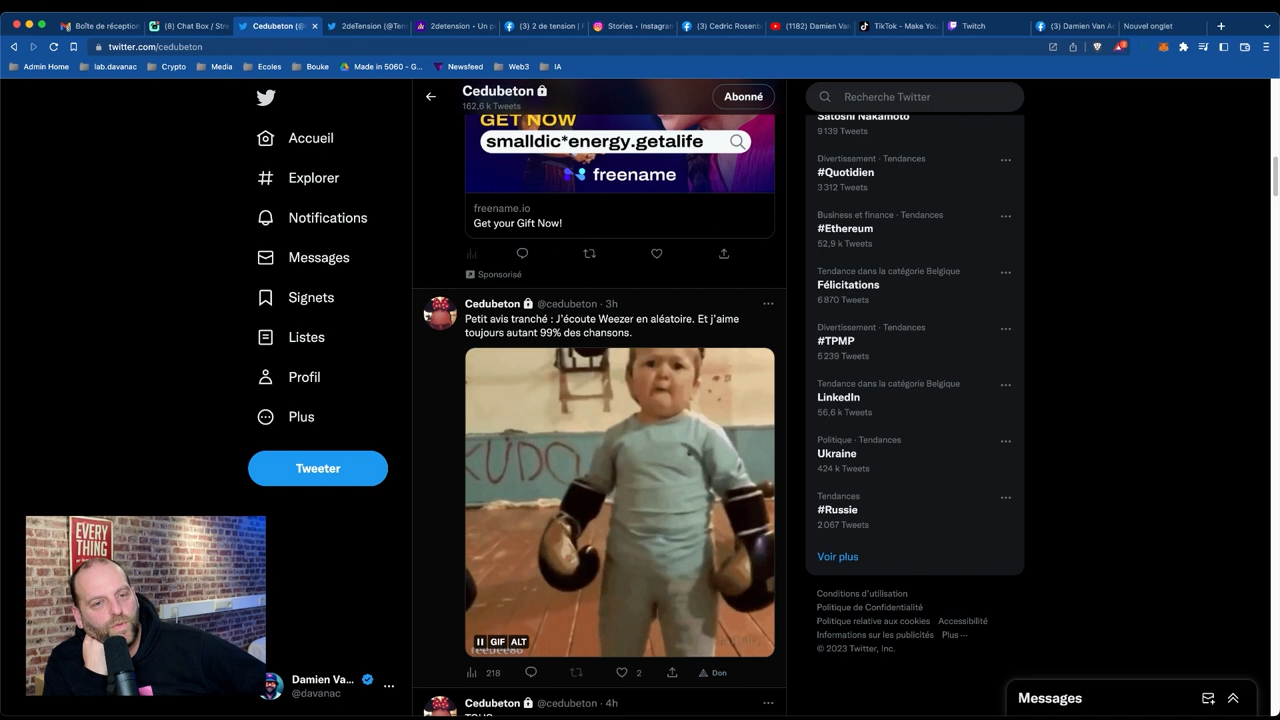 Boîte de réception
(8) Chat Box / Stre
Cedubeton (@c
2deTension (@Ten
2detension - Un p
(3) 2 de tension |
Stories • Instagram
(3) Cedric Rosenb
(1182) Damien Van
TikTok - Make You
Twitch
(3) Damien Van Ac
Nouvel onglet
twitter.com/cedubeton
Admin Home
lab.davanac
Crypto
Media
Ecoles
Bouke
Made in 5060 - G...
Newsfeed
Web3
IA
Accueil
Explorer
Notifications
Messages
Signets
Listes
Profil
Plus
Tweeter
EVERY
THING
Damien Va...
@davanac
Cedubeton
162,6 k Tweets
Abonné
GET NOW
smalldic*energy.getalife
freename
freename.io
Get your Gift Now!
Sponsorisé
Cedubeton @cedubeton · 3h
Petit avis tranché : J'écoute Weezer en aléatoire. Et j'aime
toujours autant 99% des chansons.
KUDO
GIF ALT
218
2
Don
Cedubeton @cedubeton · 4h
Recherche Twitter
Satoshi Nakamoto
9 139 Tweets
Divertissement · Tendances
#Quotidien
3 312 Tweets
Business et finance · Tendances
#Ethereum
52,9 k Tweets
Tendance dans la catégorie Belgique
Félicitations
6 870 Tweets
Divertissement · Tendances
#TPMP
5 239 Tweets
Tendance dans la catégorie Belgique
LinkedIn
56,6 k Tweets
Politique · Tendances
Ukraine
424 k Tweets
Tendances
#Russie
2 067 Tweets
Voir plus
Conditions d'utilisation
Politique de Confidentialité
Politique relative aux cookies Accessibilité
Informations sur les publicités Plus ···
© 2023 Twitter, Inc.
Messages